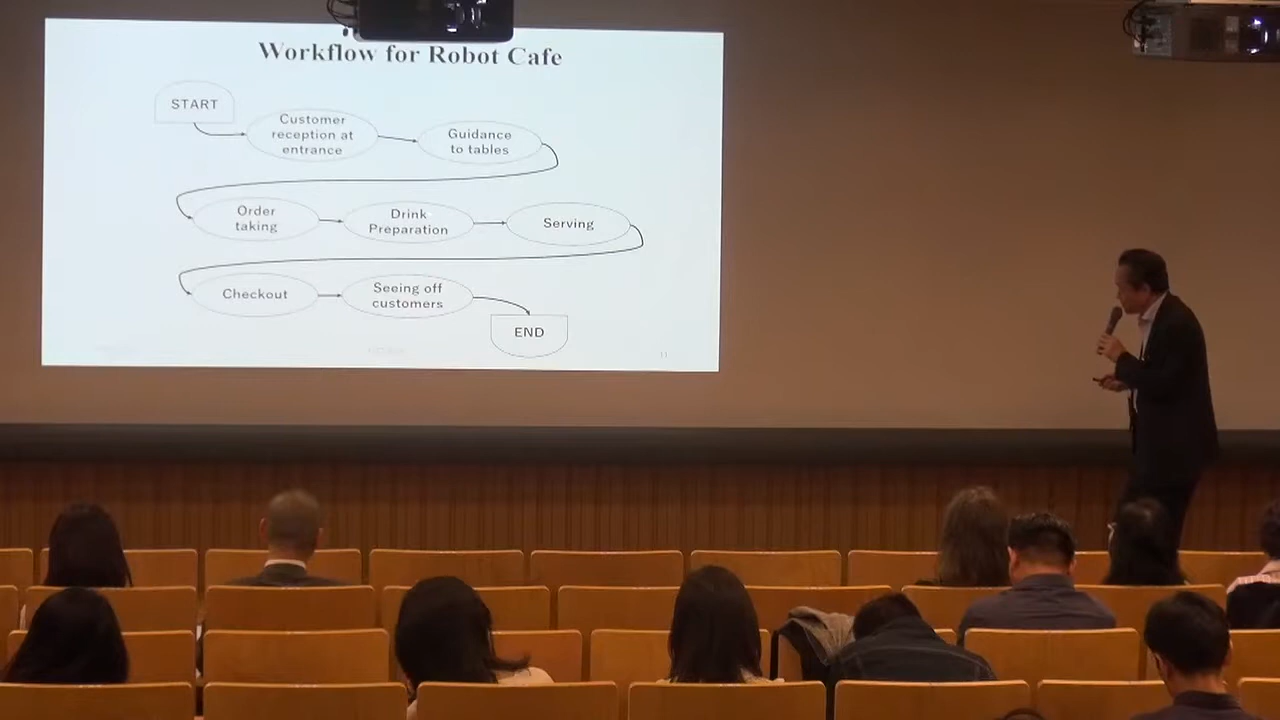 Workflow for Robot Cafe
START
Customer
reception at
entrance
Guidance
to tables
Order
taking
Drink
Preparation
Serving
Checkout
Seeing off
customers
END
11